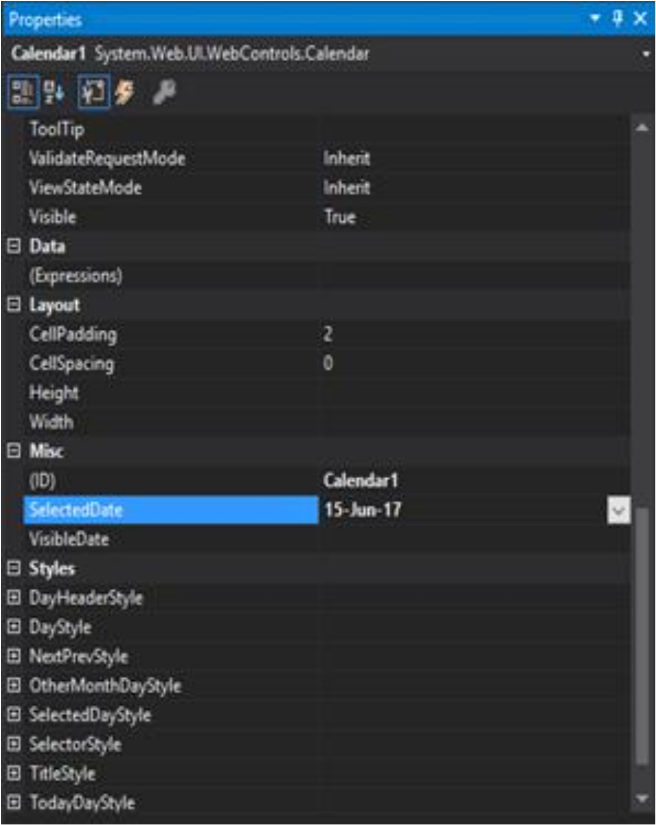 Properties
Calendar1 System.Web.UI.WebControls.Calendar
ToolTip
ValidateRequestMode Inherit
ViewStateMode Inherit
Visible True
Data
(Expressions)
Layout
CellPadding 2
CellSpacing 0
Height
Width
Misc
(ID) Calendar1
SelectedDate 15-Jun-17
VisibleDate
Styles
DayHeaderStyle
DayStyle
NextPrevStyle
OtherMonthDayStyle
SelectedDayStyle
SelectorStyle
TitleStyle
TodayDayStyle